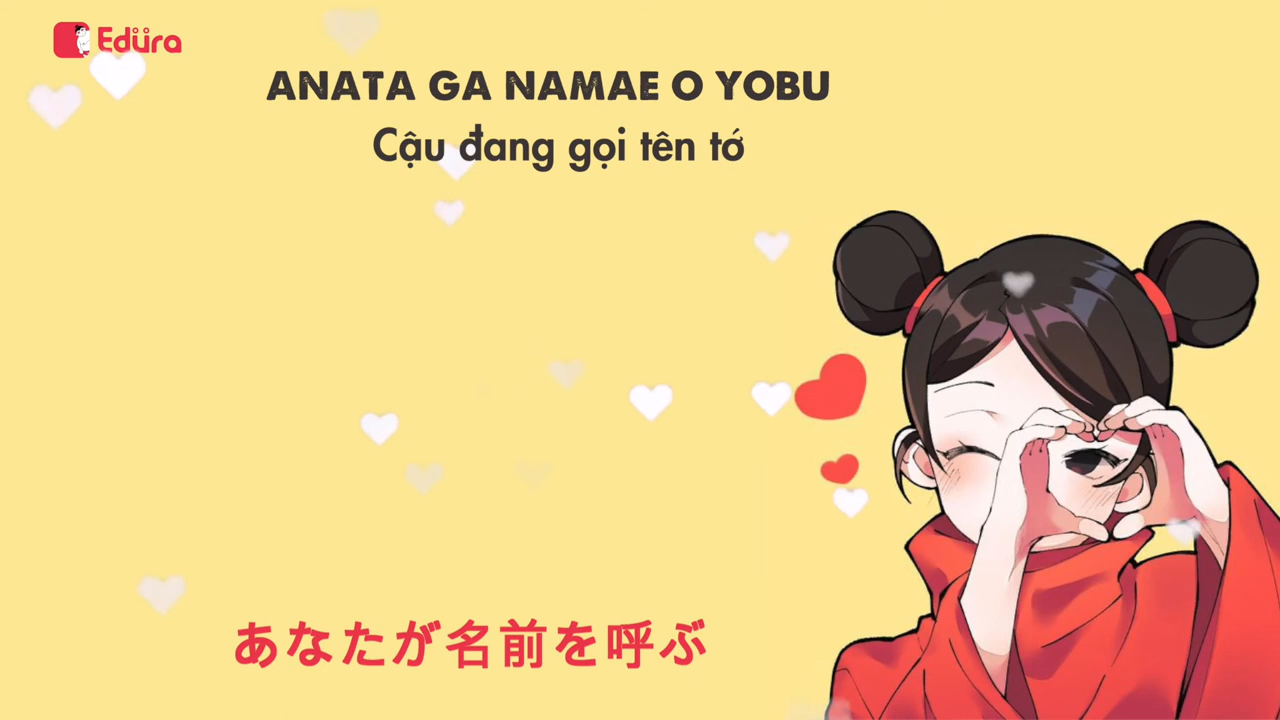 Edura
ANATA GA NAMAE O YOBU
Cậu đang gọi tên tớ
あなたが名前を呼ぶ